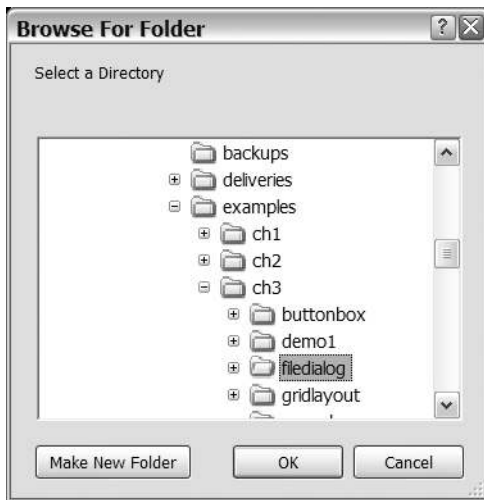 Browse For Folder
Select a Directory
backups
deliveries
examples
ch1
ch2
ch3
buttonbox
demo1
filedialog
gridlayout
Make New Folder OK Cancel